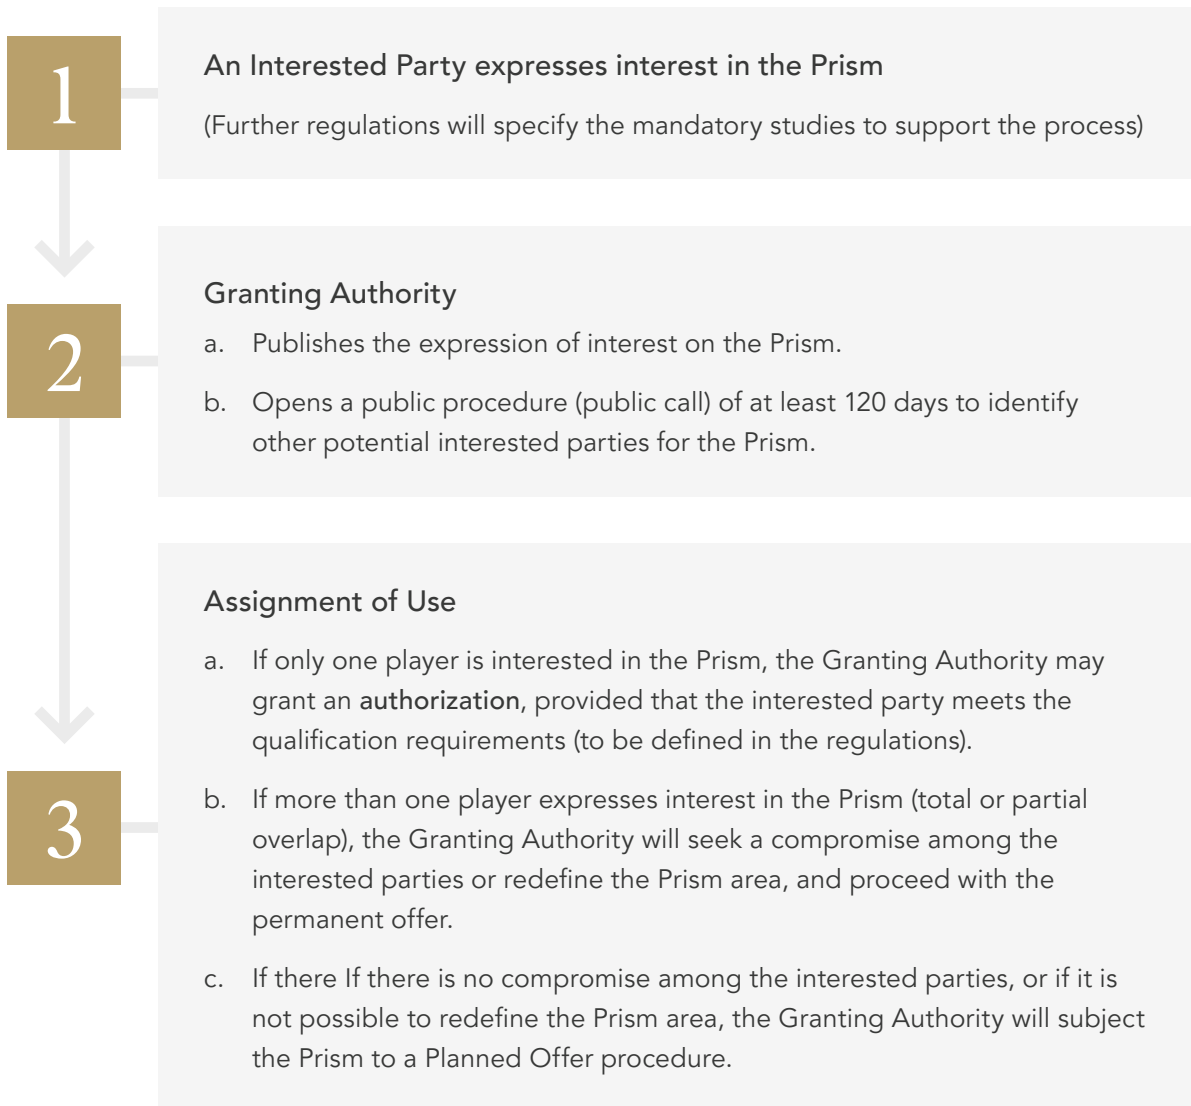 1
An Interested Party expresses interest in the Prism
(Further regulations will specify the mandatory studies to support the process)
2
Granting Authority
a. Publishes the expression of interest on the Prism.
b. Opens a public procedure (public call) of at least 120 days to identify
other potential interested parties for the Prism.
3
Assignment of Use
a. If only one player is interested in the Prism, the Granting Authority may
grant an authorization, provided that the interested party meets the
qualification requirements (to be defined in the regulations).
b. If more than one player expresses interest in the Prism (total or partial
overlap), the Granting Authority will seek a compromise among the
interested parties or redefine the Prism area, and proceed with the
permanent offer.
c. If there If there is no compromise among the interested parties, or if it is
not possible to redefine the Prism area, the Granting Authority will subject
the Prism to a Planned Offer procedure.